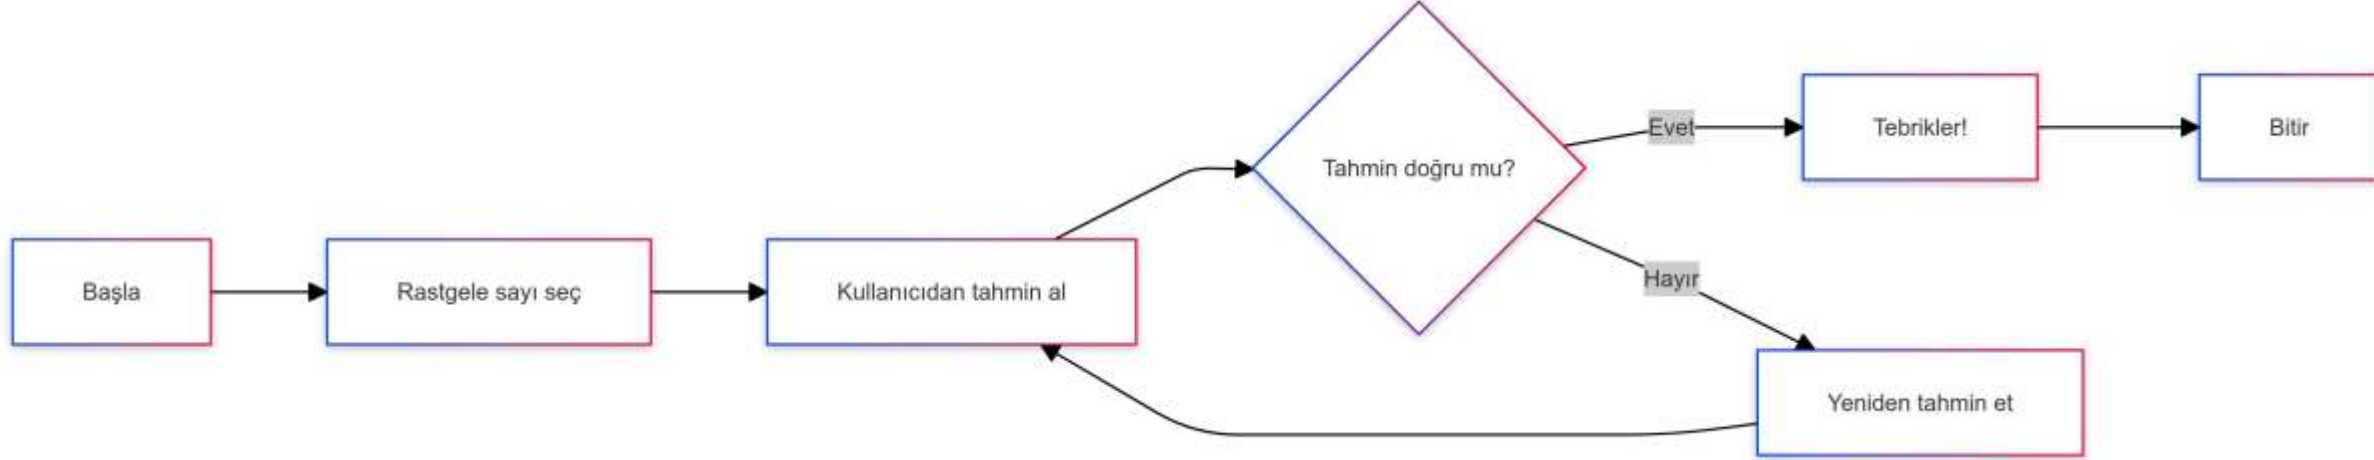 Başla
Rastgele sayı seç
Kullanıcıdan tahmin al
Tahmin doğru mu?
Evet
Tebrikler!
Bitir
Hayır
Yeniden tahmin et